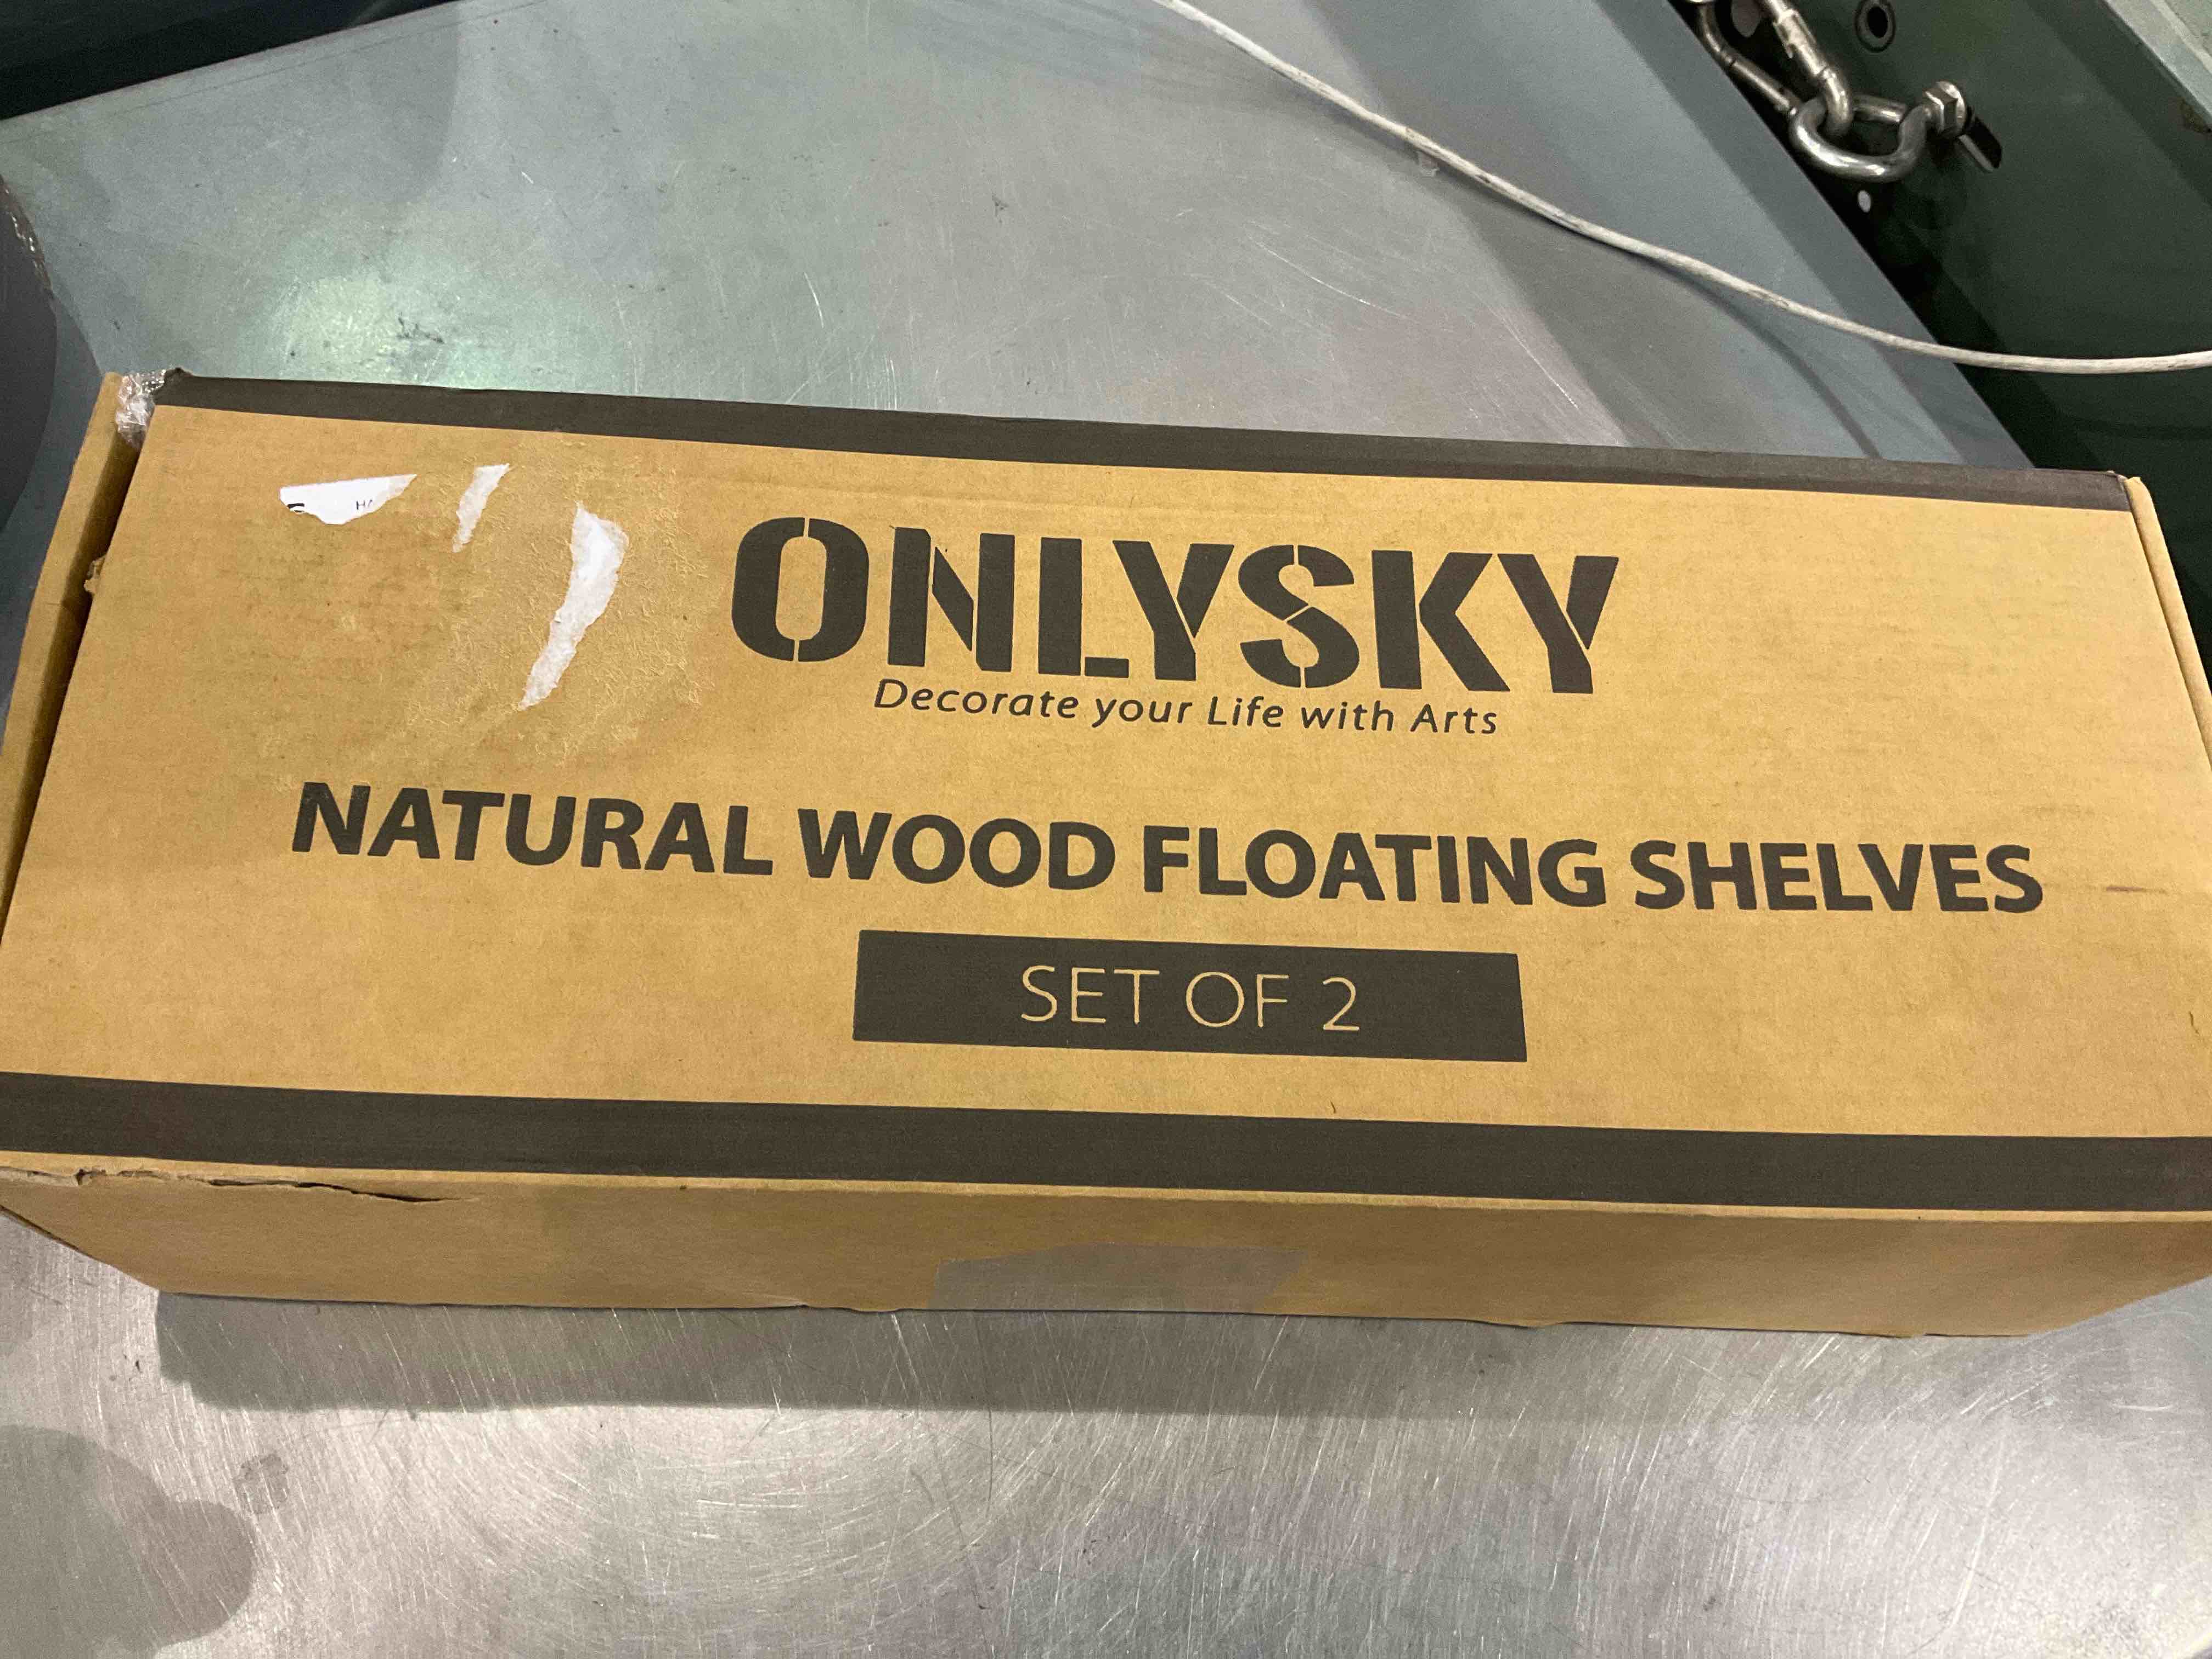 ONLYSKY
Decorate your Life with Arts
NATURAL WOOD FLOATING SHELVES
SET OF 2